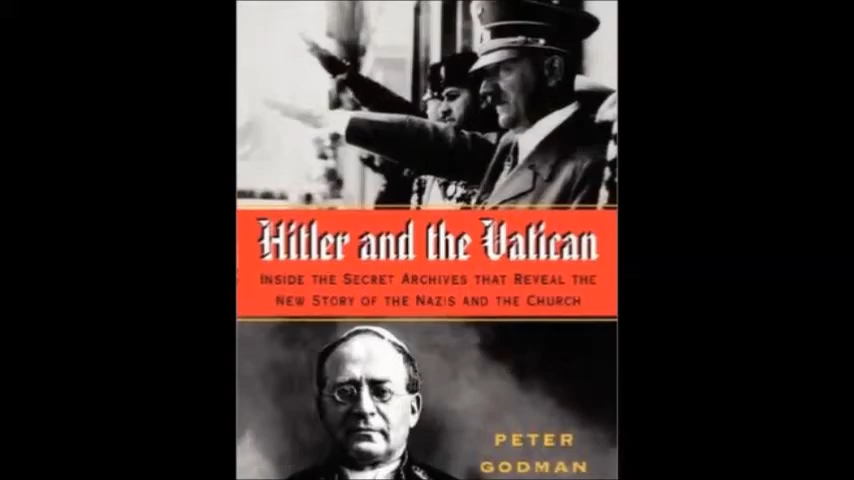 Hitler and the Vatican
INSIDE THE SECRET ARCHIVES THAT REVEAL THE
NEW STORY OF THE NAZIS AND THE CHURCH
PETER
GODMAN